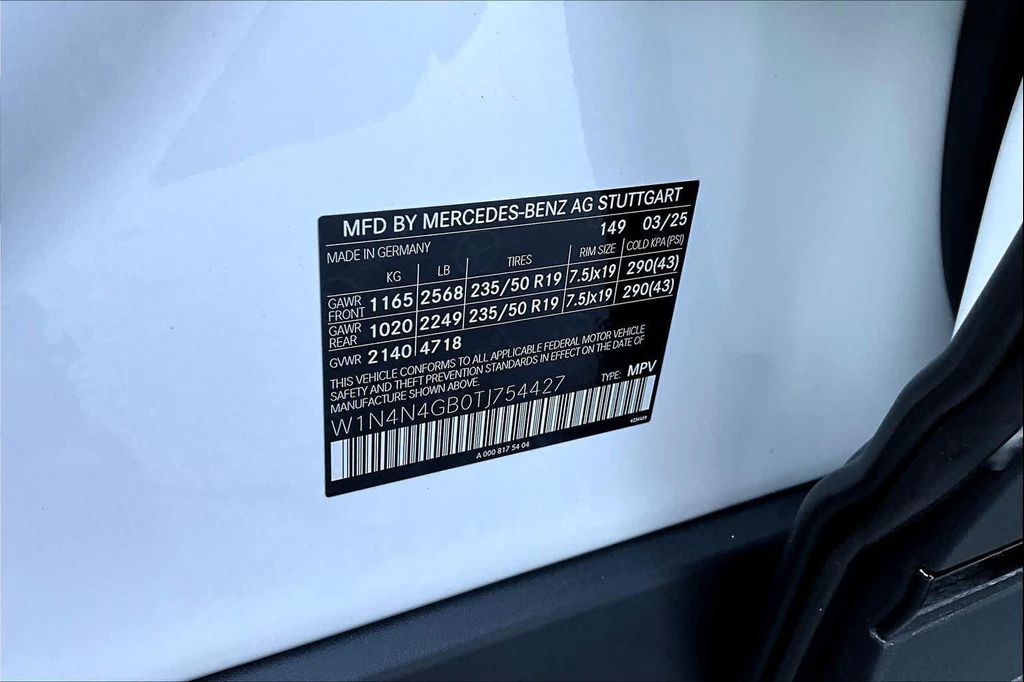 MFD BY MERCEDES-BENZ AG STUTTGART
149 03/25
MADE IN GERMANY
KG LB TIRES RIM SIZE COLD KPA(PSI)
GAWR FRONT 1165 2568 235/50 R19 7.5Jx19 290(43)
GAWR REAR 1020 2249 235/50 R19 7.5Jx19 290(43)
GVWR 2140 4718
THIS VEHICLE CONFORMS TO ALL APPLICABLE FEDERAL MOTOR VEHICLE
SAFETY AND THEFT PREVENTION STANDARDS IN EFFECT ON THE DATE OF
MANUFACTURE SHOWN ABOVE.
TYPE: MPV
W1N4N4GB0TJ754427
A 000 817 54 04